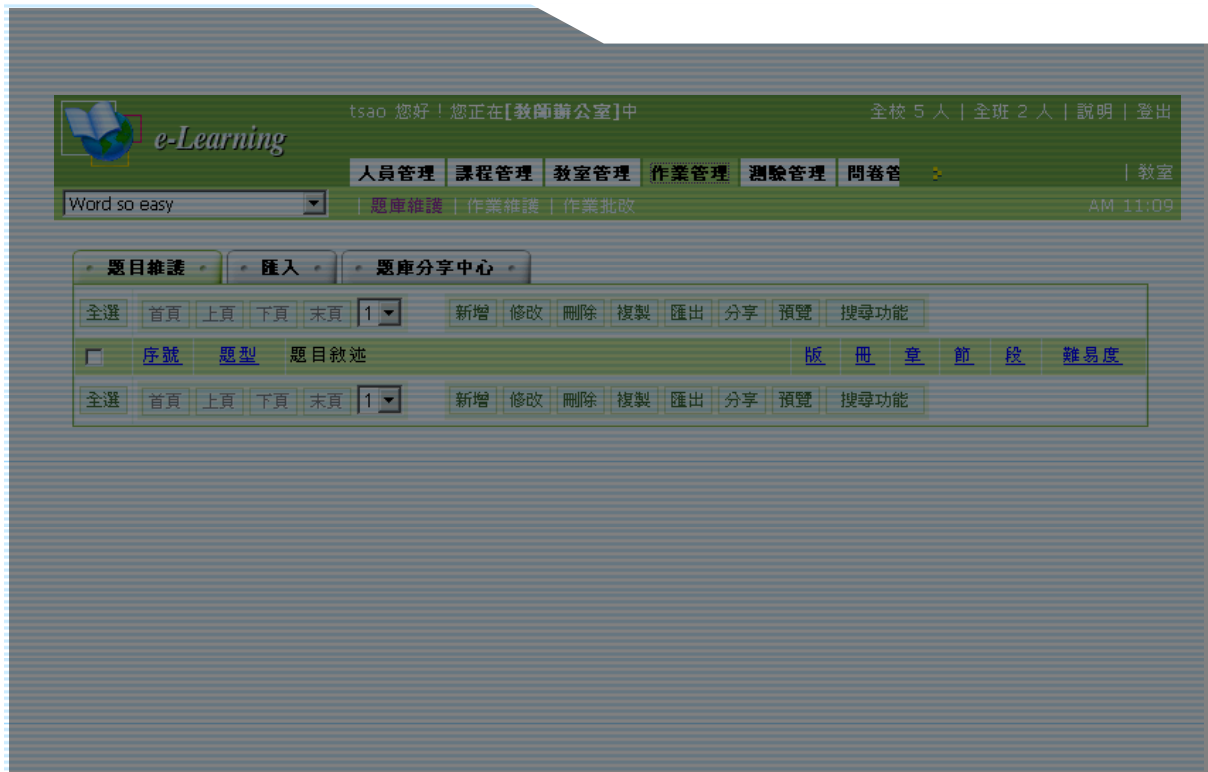 tsao 您好！您正在[教師辦公室]中 全校 5 人 | 全班 2 人 | 說明 | 登出
e-Learning
人員管理 課程管理 教室管理 作業管理 測驗管理 問卷管 | 教室
Word so easy | 題庫維護 | 作業維護 | 作業批改 AM 11:09
題目維護 匯入 題庫分享中心
全選 首頁 上頁 下頁 末頁 1 新增 修改 刪除 複製 匯出 分享 預覽 搜尋功能
序號 題型 題目敘述 版 冊 章 節 段 難易度
全選 首頁 上頁 下頁 末頁 1 新增 修改 刪除 複製 匯出 分享 預覽 搜尋功能